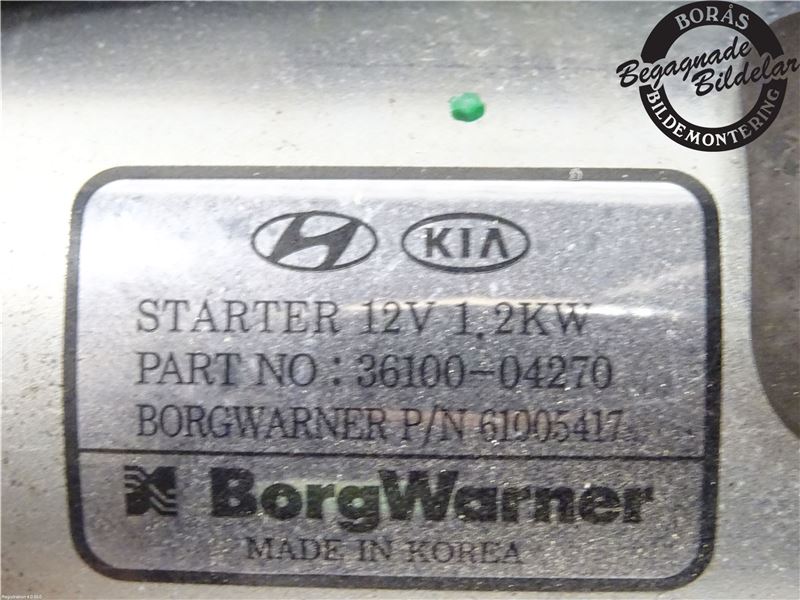 BORÅS
Begagnade
Bildelar
BILDEMONTERING
KIA
STARTER 12V 1.2KW
PART NO : 36100-04270
BORGWARNER P/N 61005417
BorgWarner
MADE IN KOREA